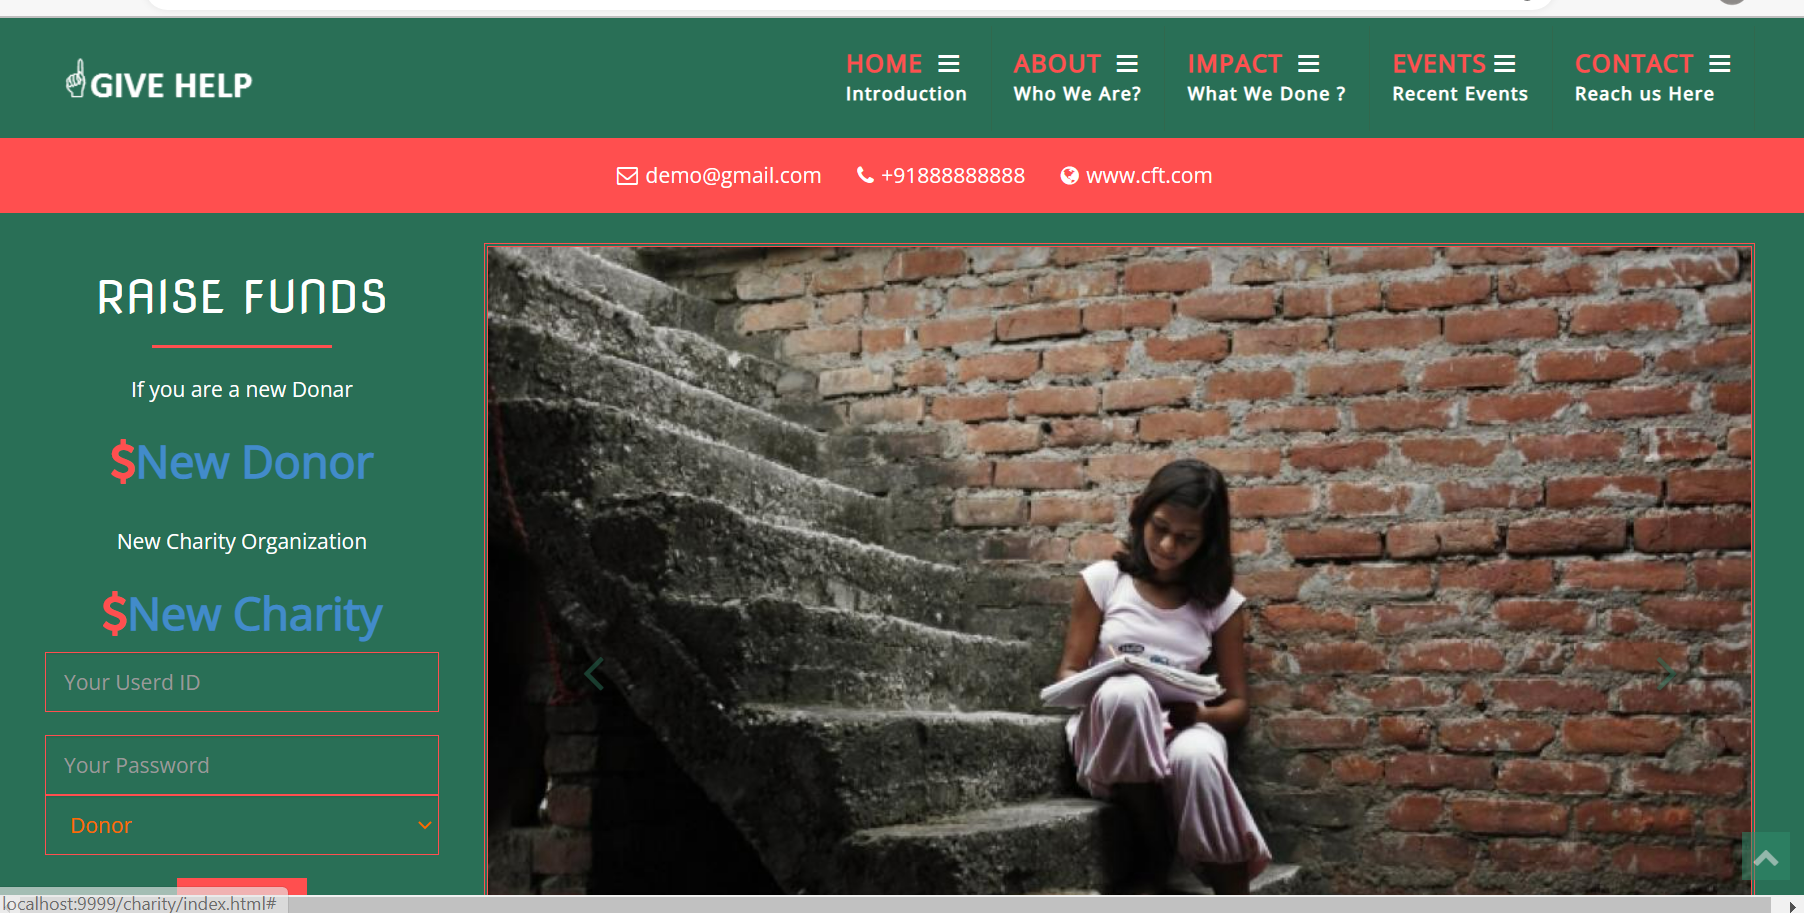 GIVE HELP
HOME
Introduction
ABOUT
Who We Are?
IMPACT
What We Done ?
EVENTS
Recent Events
CONTACT
Reach us Here
demo@gmail.com +91888888888 www.cft.com
RAISE FUNDS
If you are a new Donar
$New Donor
New Charity Organization
$New Charity
Your Userd ID
Your Password
Donor
localhost:9999/charity/index.html#